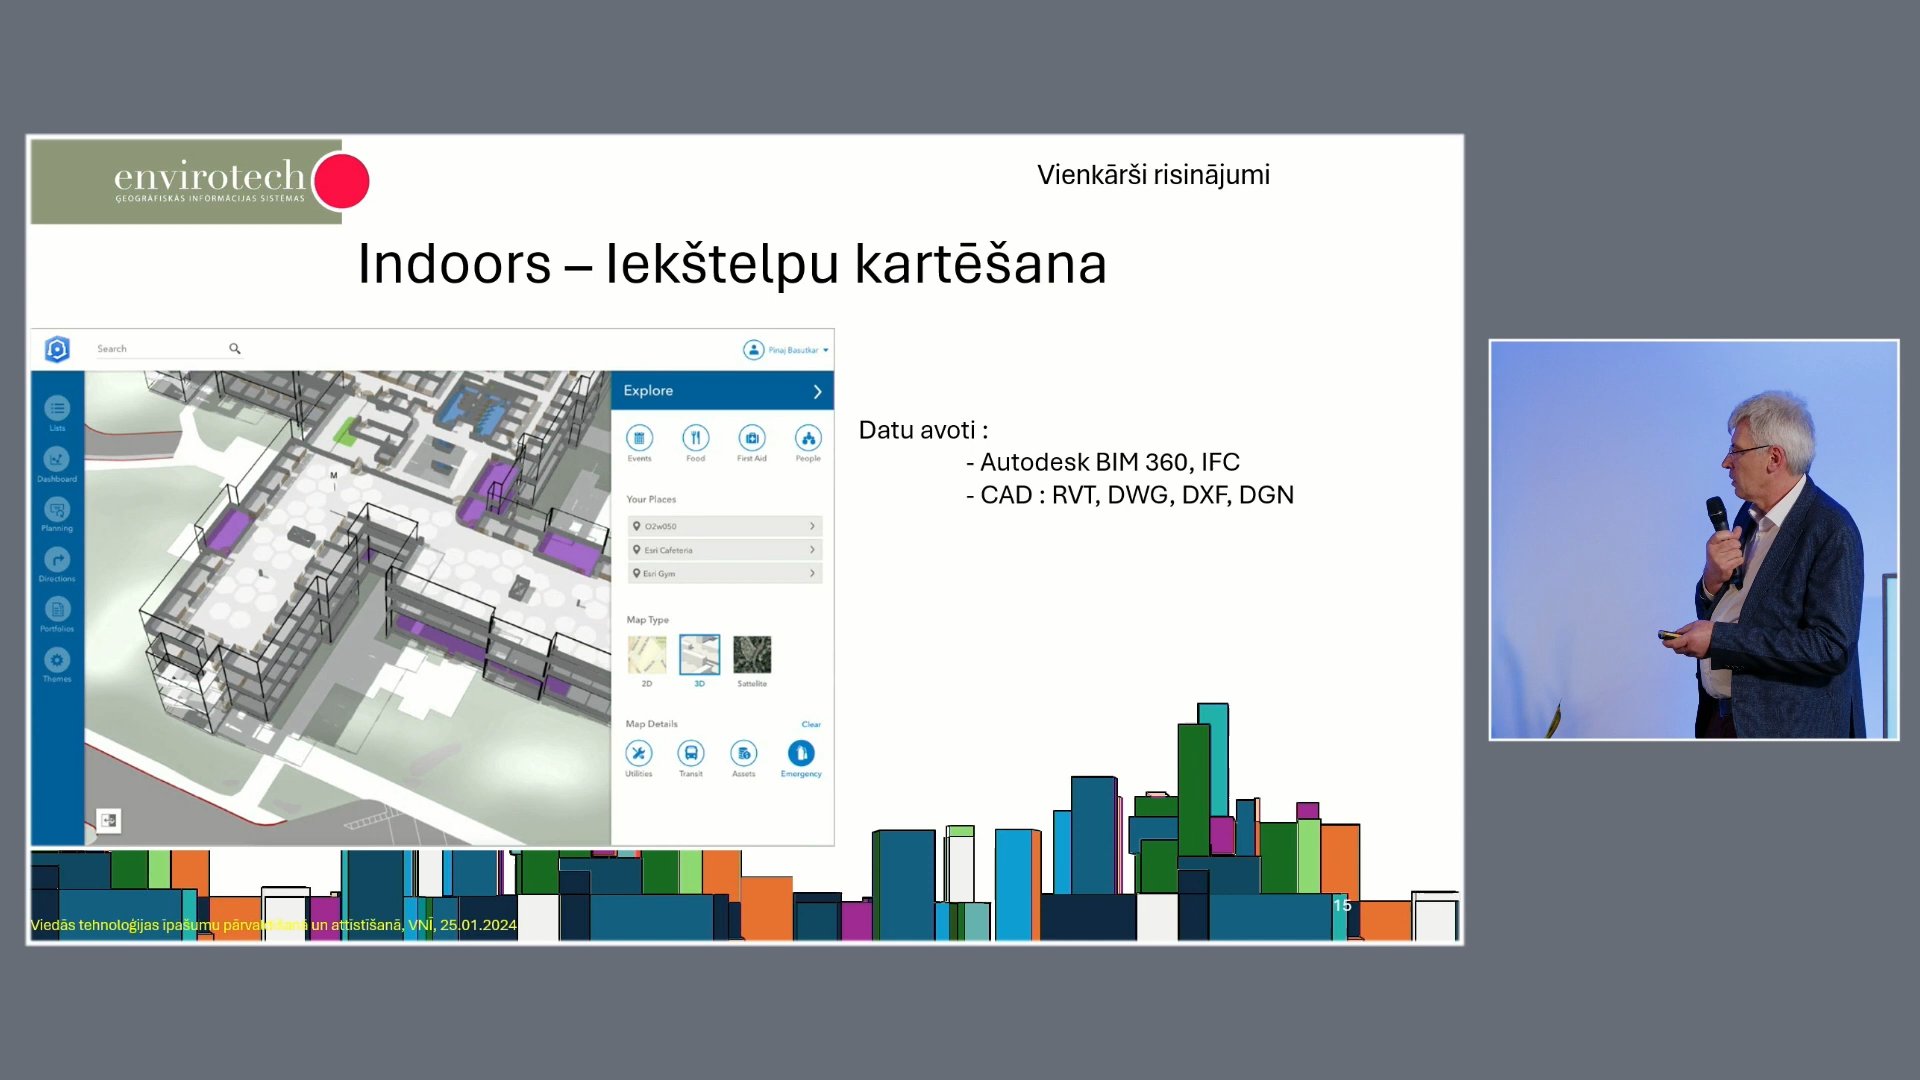 envirotech
ĢEOGRĀFISKĀS INFORMĀCIJAS SISTĒMAS
Vienkārši risinājumi
Indoors – Iekštelpu kartēšana
Search
Pinaj Basutkar
Lists
Dashboard
Planning
Directions
Portfolios
Themes
M
Explore
Events
Food
First Aid
People
Your Places
O2w050
Esri Cafeteria
Esri Gym
Map Type
2D
3D
Sattelite
Map Details
Clear
Utilities
Transit
Assets
Emergency
Datu avoti :
- Autodesk BIM 360, IFC
- CAD : RVT, DWG, DXF, DGN
Viedās tehnoloģijas īpašumu pārvaldīšanā un attīstīšanā, VNĪ, 25.01.2024
15